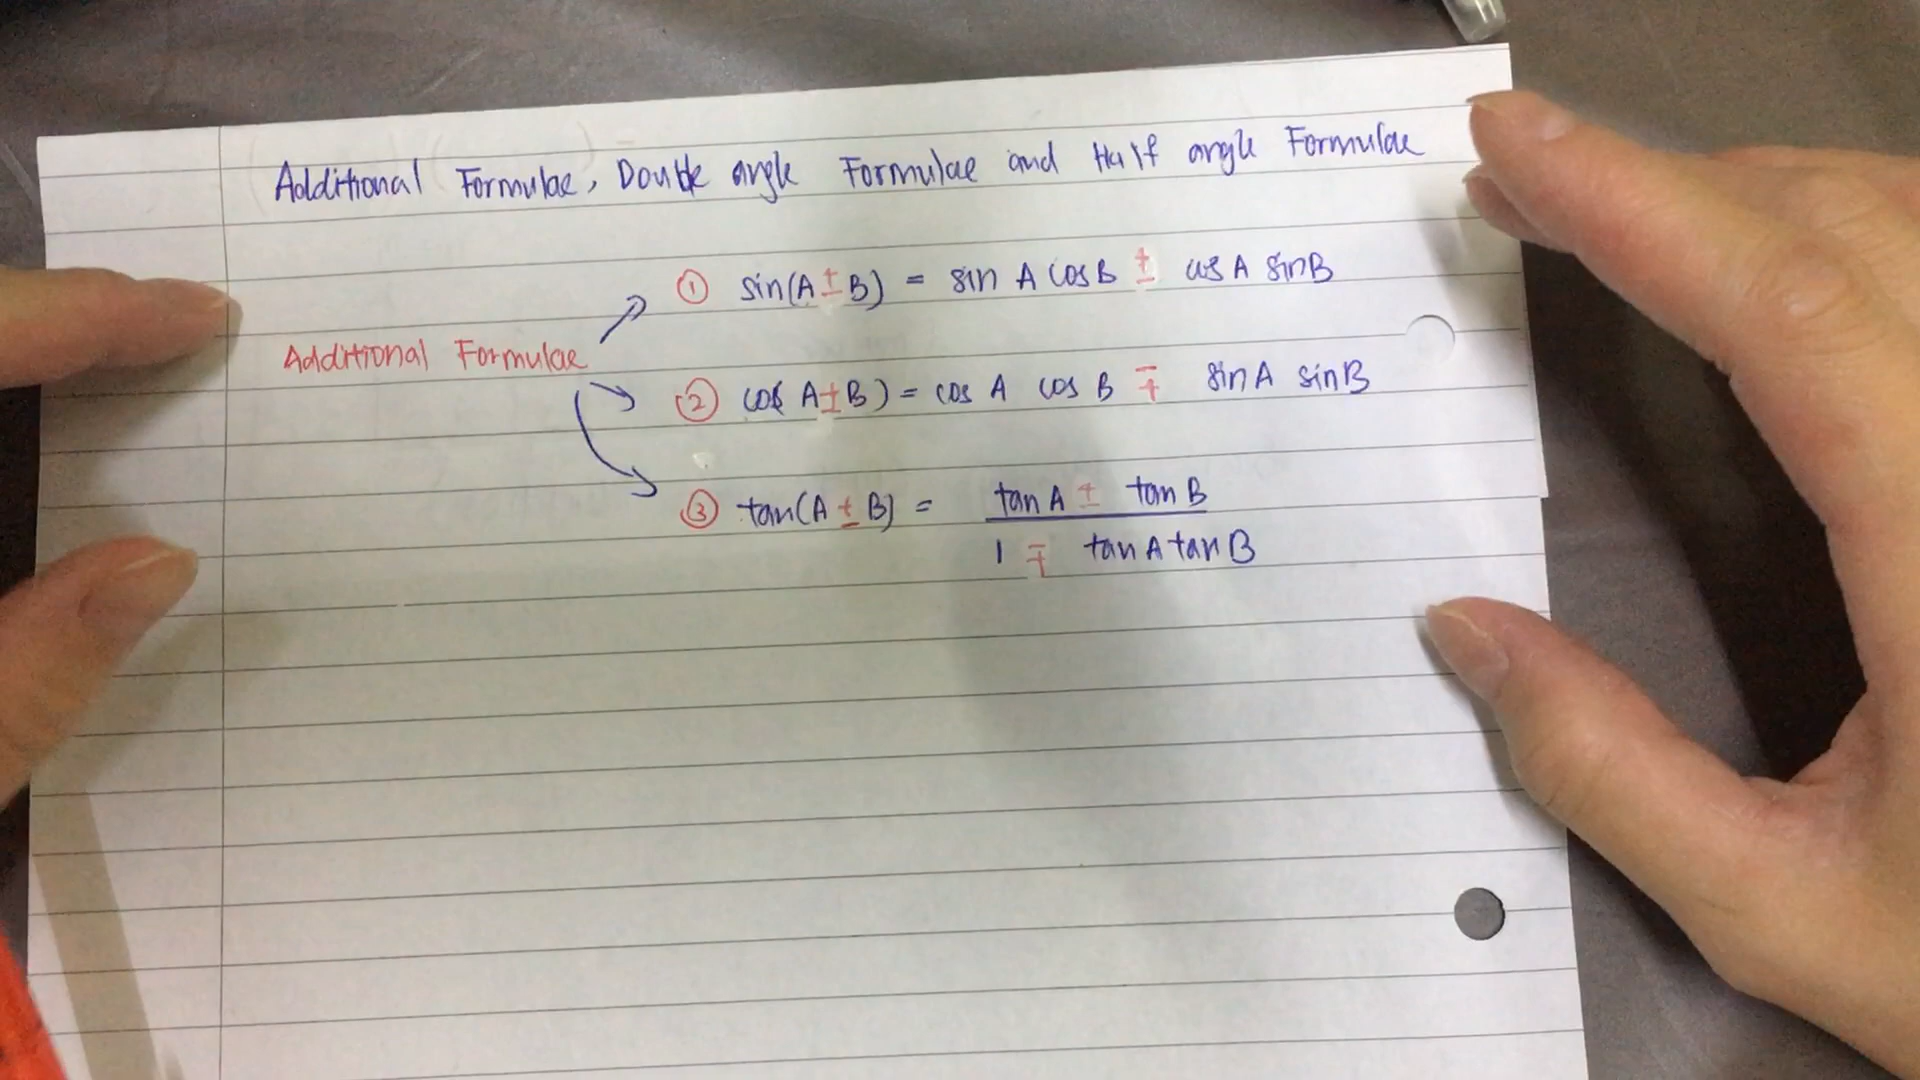 Additional Formulae, Double angle Formulae and Half angle Formulae
① sin(A ± B) = sin A cos B ± cos A sin B
Additional Formulae
② cos(A ± B) = cos A cos B ∓ sin A sin B
③ tan(A ± B) = tan A ± tan B
1 ∓ tan A tan B